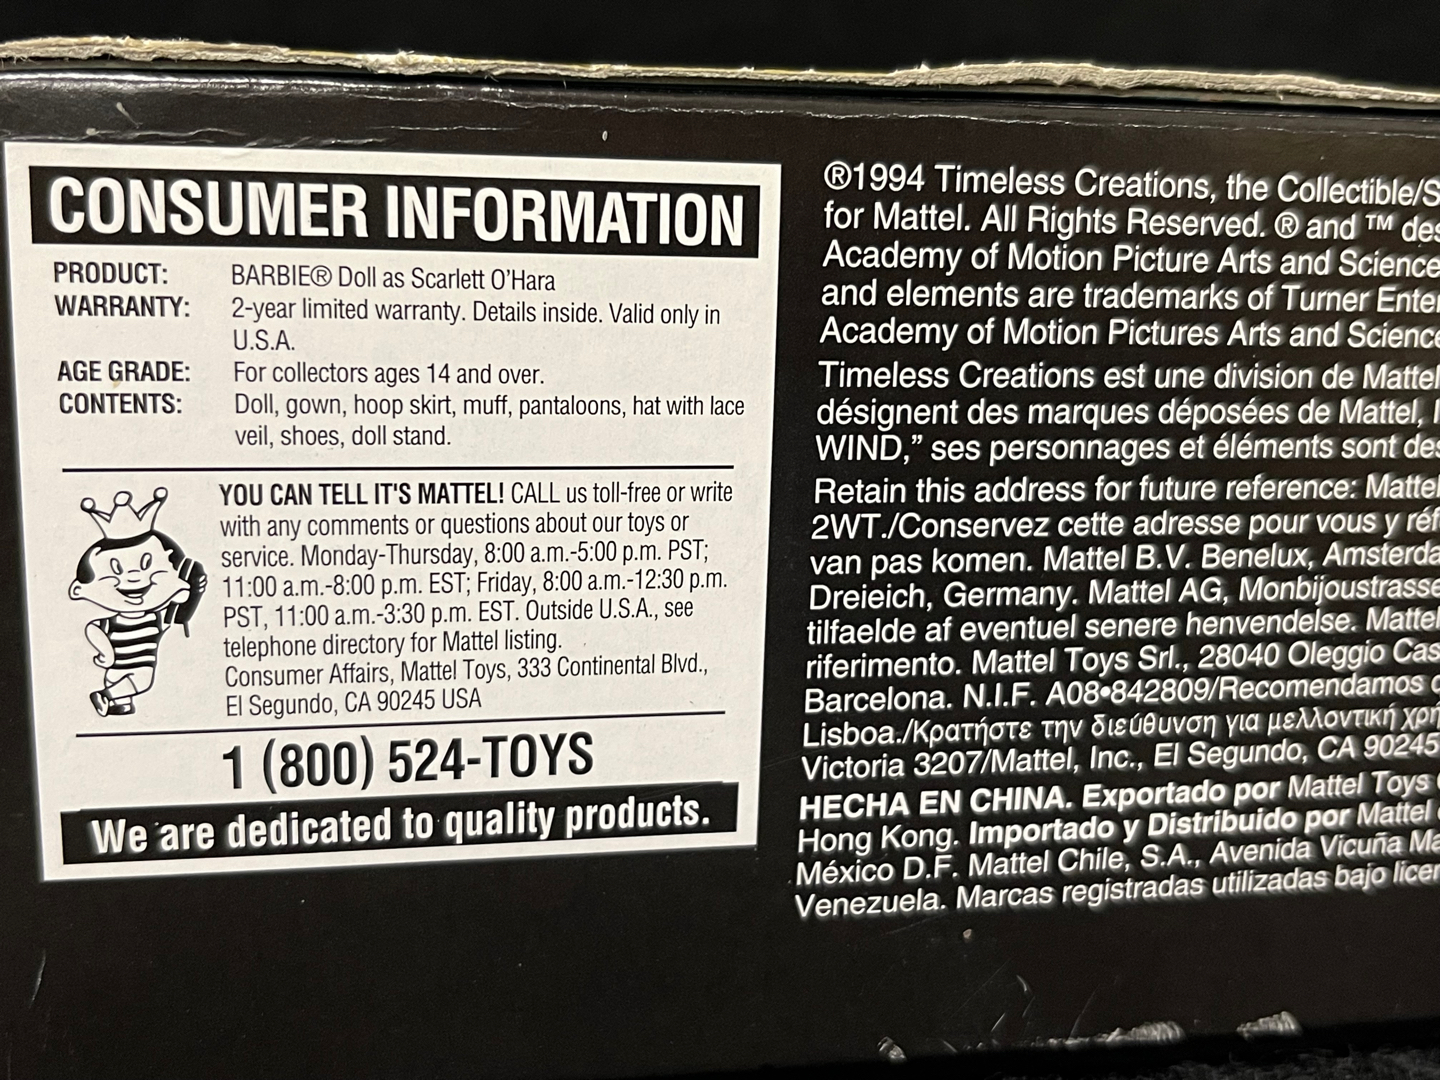 CONSUMER INFORMATION
PRODUCT: BARBIE® Doll as Scarlett O'Hara
WARRANTY: 2-year limited warranty. Details inside. Valid only in
U.S.A.
AGE GRADE: For collectors ages 14 and over.
CONTENTS: Doll, gown, hoop skirt, muff, pantaloons, hat with lace
veil, shoes, doll stand.
YOU CAN TELL IT'S MATTEL! CALL us toll-free or write
with any comments or questions about our toys or
service. Monday-Thursday, 8:00 a.m.-5:00 p.m. PST;
11:00 a.m.-8:00 p.m. EST; Friday, 8:00 a.m.-12:30 p.m.
PST, 11:00 a.m.-3:30 p.m. EST. Outside U.S.A., see
telephone directory for Mattel listing.
Consumer Affairs, Mattel Toys, 333 Continental Blvd.,
El Segundo, CA 90245 USA
1 (800) 524-TOYS
We are dedicated to quality products.
®1994 Timeless Creations, the Collectible/S
for Mattel. All Rights Reserved. ® and ™ des
Academy of Motion Picture Arts and Science
and elements are trademarks of Turner Enter
Academy of Motion Pictures Arts and Science
Timeless Creations est une division de Mattel
désignent des marques déposées de Mattel, I
WIND," ses personnages et éléments sont des
Retain this address for future reference: Mattel
2WT./Conservez cette adresse pour vous y réf
van pas komen. Mattel B.V. Benelux, Amsterda
Dreieich, Germany. Mattel AG, Monbijoustrasse
tilfaelde af eventuel senere henvendelse. Mattel
riferimento. Mattel Toys Srl., 28040 Oleggio Cas
Barcelona. N.I.F. A08•842809/Recomendamos
Lisboa./Κρατήστε την διεύθυνση για μελλοντική χρή
Victoria 3207/Mattel, Inc., El Segundo, CA 90245
HECHA EN CHINA. Exportado por Mattel Toys
Hong Kong. Importado y Distribuido por Mattel
México D.F. Mattel Chile, S.A., Avenida Vicuña Ma
Venezuela. Marcas registradas utilizadas bajo licen